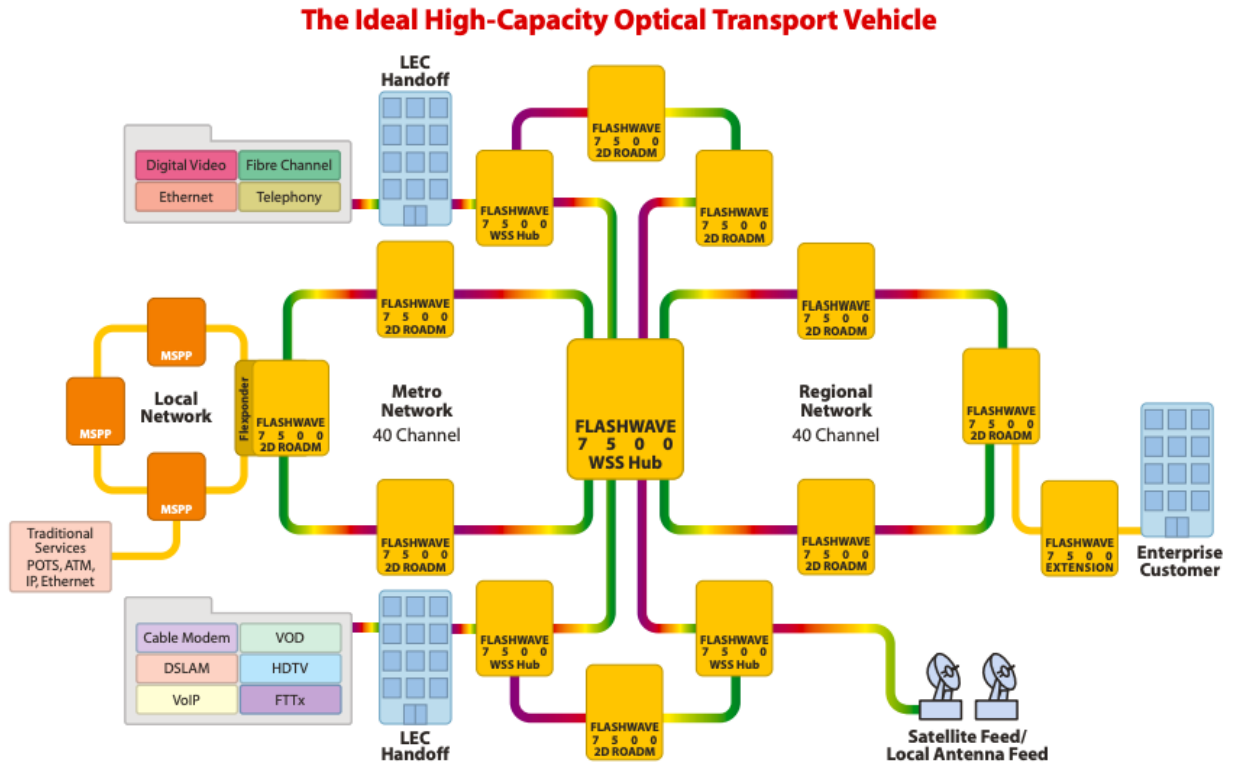 The Ideal High-Capacity Optical Transport Vehicle
LEC
Handoff
Digital Video
Fibre Channel
Ethernet
Telephony
FLASHWAVE
7 5 0 0
2D ROADM
FLASHWAVE
7 5 0 0
WSS Hub
FLASHWAVE
7 5 0 0
2D ROADM
FLASHWAVE
7 5 0 0
2D ROADM
FLASHWAVE
7 5 0 0
2D ROADM
MSPP
MSPP
MSPP
Local
Network
Flexponder
FLASHWAVE
7 5 0 0
2D ROADM
Metro
Network
40 Channel
FLASHWAVE
7 5 0 0
WSS Hub
Regional
Network
40 Channel
FLASHWAVE
7 5 0 0
2D ROADM
Traditional
Services
POTS, ATM,
IP, Ethernet
FLASHWAVE
7 5 0 0
2D ROADM
FLASHWAVE
7 5 0 0
2D ROADM
FLASHWAVE
7 5 0 0
EXTENSION
Enterprise
Customer
Cable Modem
VOD
DSLAM
HDTV
VoIP
FTTx
LEC
Handoff
FLASHWAVE
7 5 0 0
WSS Hub
FLASHWAVE
7 5 0 0
WSS Hub
FLASHWAVE
7 5 0 0
2D ROADM
Satellite Feed/
Local Antenna Feed